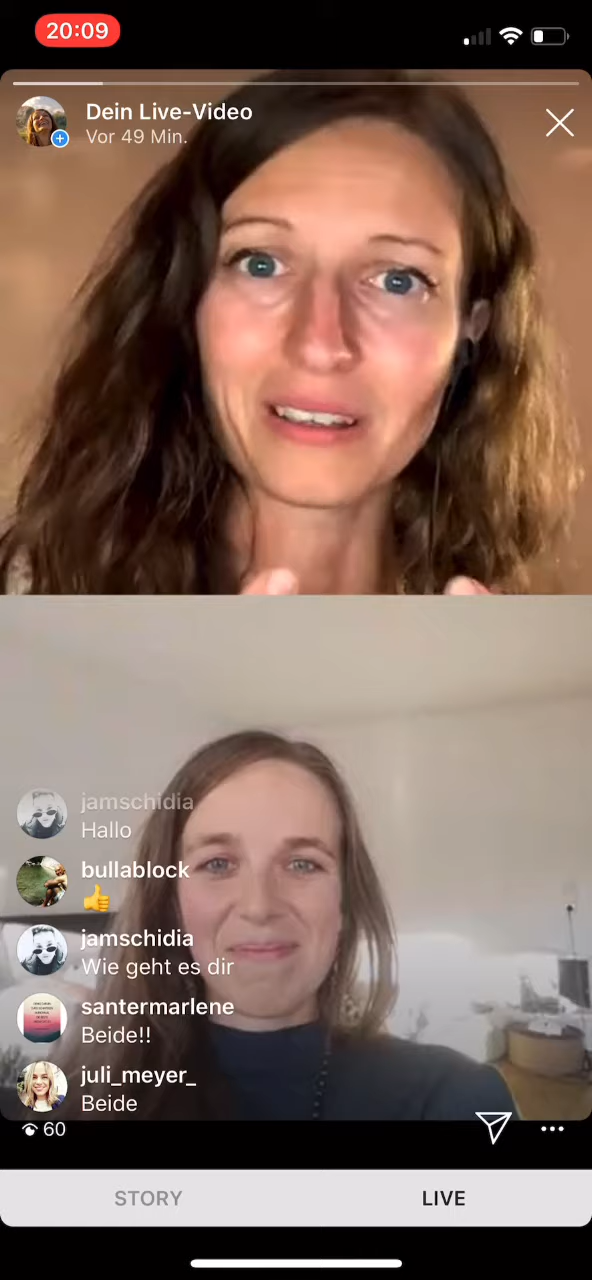 20:09
Dein Live-Video
Vor 49 Min.
jamschidia
Hallo
bullablock
👍
jamschidia
Wie geht es dir
santermarlene
Beide!!
juli_meyer_
Beide
60
STORY
LIVE